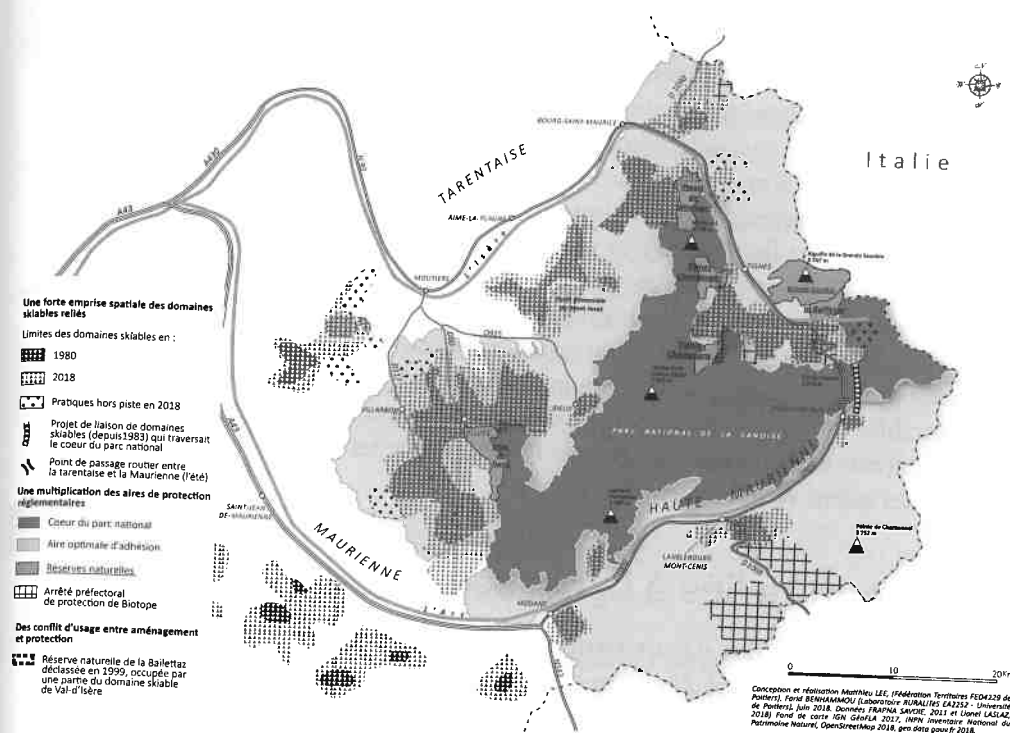 Italie
BOURG-SAINT-MAURICE
TARENTAISE
A430
A43
AIME-LA-PLAGNE
MOUTIERS
TIGNES
Aiguille de la Grande Sassière
Une forte emprise spatiale des domaines
skiables reliés
Limites des domaines skiables en :
1980
2018
Pratiques hors piste en 2018
Projet de liaison de domaines
skiables (depuis1983) qui traversait
le coeur du parc national
Point de passage routier entre
la tarentaise et la Maurienne (l'été)
Une multiplication des aires de protection
réglementaires
Coeur du parc national
Aire optimale d'adhésion
Réserves naturelles
Arrêté préfectoral
de protection de Biotope
Des conflit d'usage entre aménagement
et protection
Réserve naturelle de la Bailettaz
déclassée en 1999, occupée par
une partie du domaine skiable
de Val-d'Isère
PARC NATIONAL DE LA VANOISE
A43
SAINT-JEAN
DE-MAURIENNE
MAURIENNE
HAUTE MAURIENNE
LANSLEBOURG
MONT-CENIS
Pointe de Charbonnel
3 752 m
MODANE
0 10 20Km
Conception et réalisation Matthieu LEE, (Fédération Territoires FED4229 de
Poitiers), Farid BENHAMMOU (Laboratoire RURALITES EA2252 - Université
de Poitiers), juin 2018. Données FRAPNA SAVOIE, 2011 et Lionel LASLAZ,
2018) Fond de carte IGN GéoFLA 2017, INPN Inventaire National du
Patrimoine Naturel, OpenStreetMap 2018, geo.data.gouv.fr 2018.